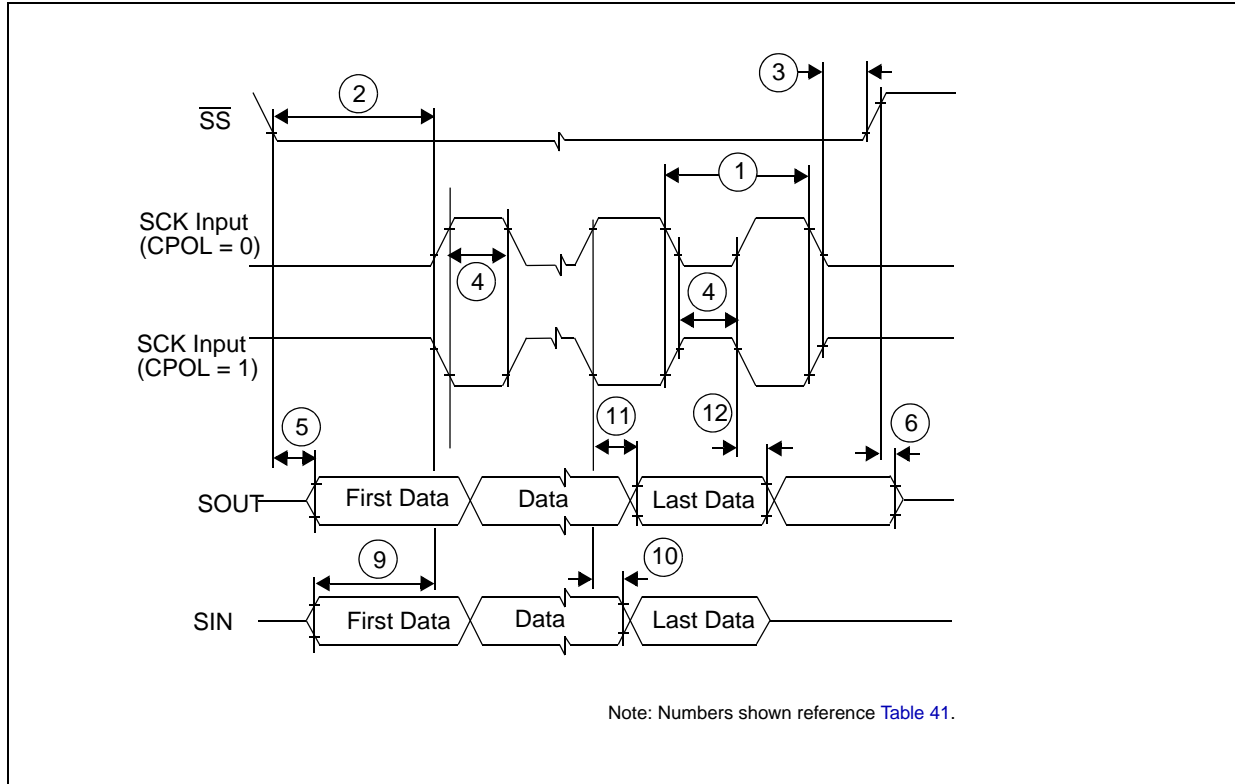 3
2
SS
1
SCK Input
(CPOL = 0)
4
4
SCK Input
(CPOL = 1)
5
11
12
6
SOUT
First Data
Data
Last Data
9
10
SIN
First Data
Data
Last Data
Note: Numbers shown reference Table 41.